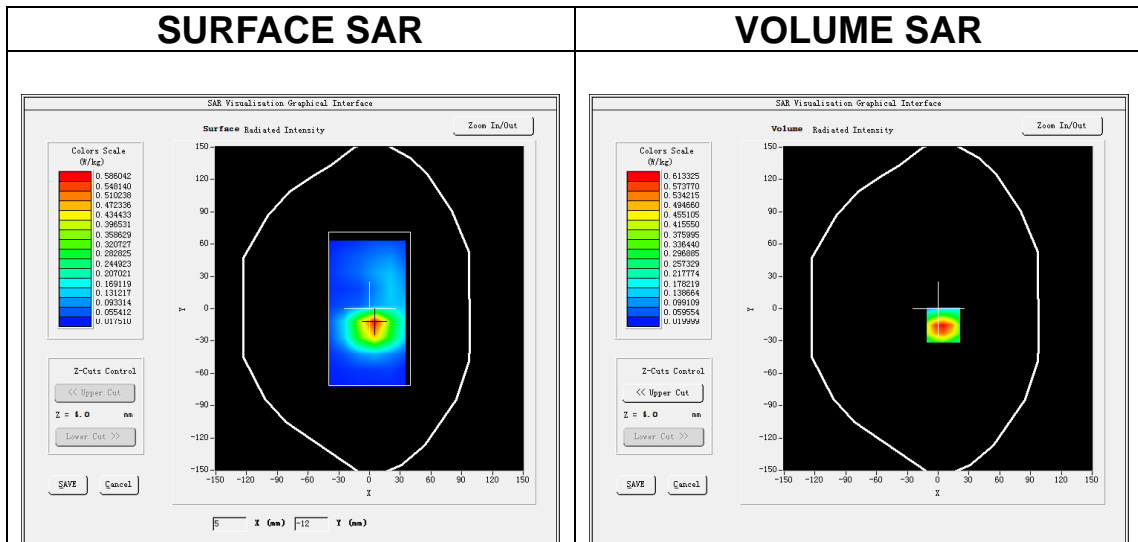 SURFACE SAR
VOLUME SAR
SAR Visualisation Graphical Interface
Surface Radiated Intensity
Zoom In/Out
Colors Scale
(W/kg)
0.586042
0.548140
0.510238
0.472336
0.434433
0.396531
0.358629
0.320727
0.282825
0.244923
0.207021
0.169119
0.131217
0.093314
0.055412
0.017510
150
120
90
60
30
0
-30
-60
-90
-120
-150
Y
-150 -120 -90 -60 -30 0 30 60 90 120 150
X
Z-Cuts Control
<< Upper Cut
Z = 4.0 mm
Lower Cut >>
SAVE Cancel
5 X (mm) -12 Y (mm)
SAR Visualisation Graphical Interface
Volume Radiated Intensity
Zoom In/Out
Colors Scale
(W/kg)
0.613325
0.573770
0.534215
0.494660
0.455105
0.415550
0.375995
0.336440
0.296885
0.257329
0.217774
0.178219
0.138664
0.099109
0.059554
0.019999
150
120
90
60
30
0
-30
-60
-90
-120
-150
Y
-150 -120 -90 -60 -30 0 30 60 90 120 150
X
Z-Cuts Control
<< Upper Cut
Z = 4.0 mm
Lower Cut >>
SAVE Cancel